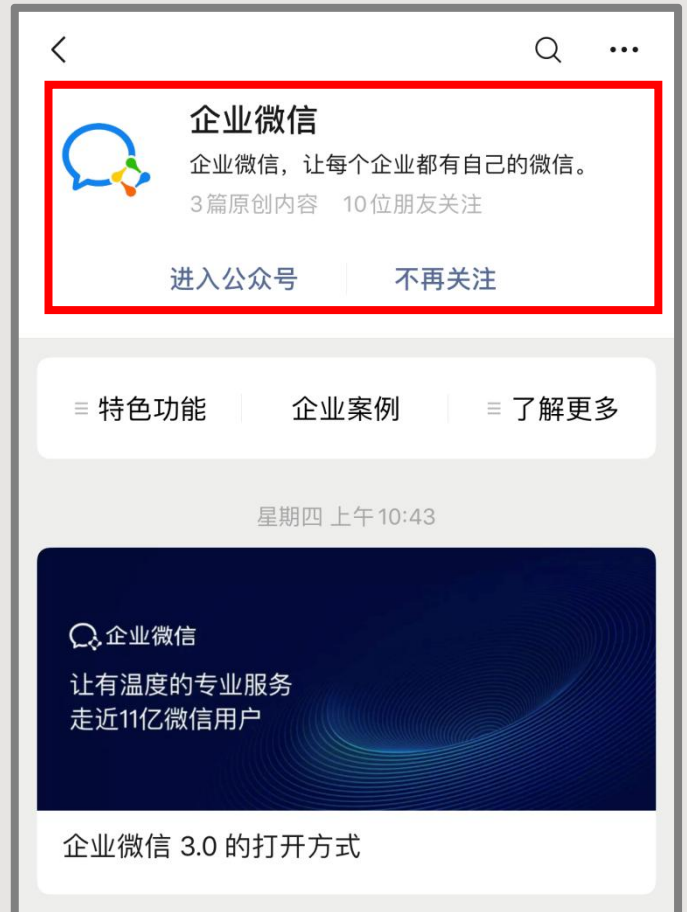 企业微信
企业微信，让每个企业都有自己的微信。
3篇原创内容 10位朋友关注
进入公众号 不再关注
特色功能 企业案例 了解更多
星期四 上午10:43
企业微信
让有温度的专业服务
走近11亿微信用户
企业微信 3.0 的打开方式